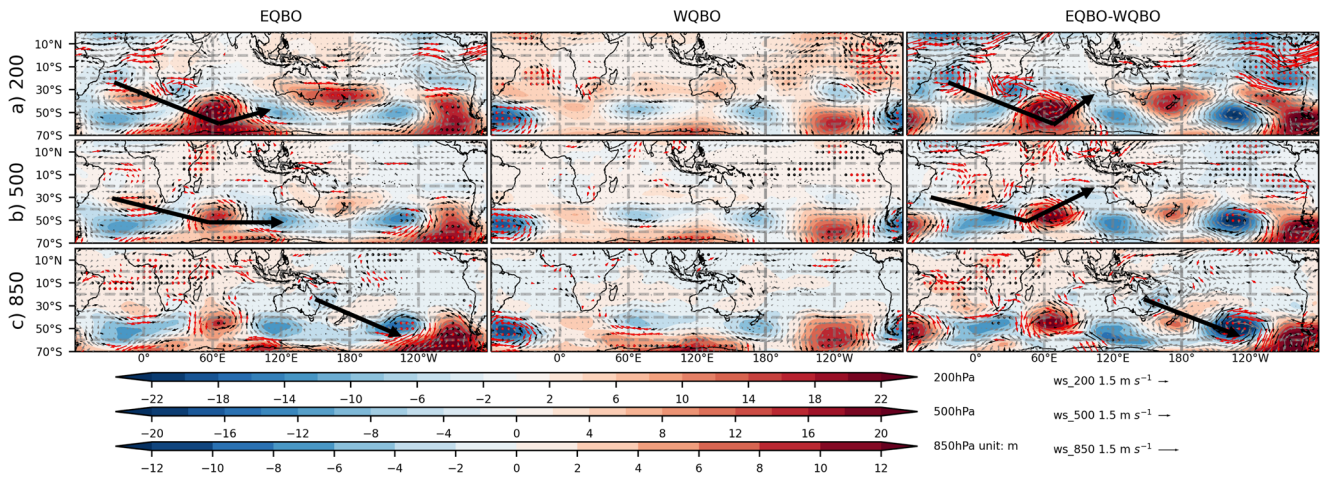 EQBO WQBO EQBO-WQBO
a) 200
10°N
10°S
30°S
50°S
70°S
b) 500
10°N
10°S
30°S
50°S
70°S
c) 850
10°N
10°S
30°S
50°S
70°S
0° 60°E 120°E 180° 120°W 0° 60°E 120°E 180° 120°W 0° 60°E 120°E 180° 120°W
200hPa ws_200 1.5 m s⁻¹
−22 −18 −14 −10 −6 −2 2 6 10 14 18 22
500hPa ws_500 1.5 m s⁻¹
−20 −16 −12 −8 −4 0 4 8 12 16 20
850hPa unit: m ws_850 1.5 m s⁻¹
−12 −10 −8 −6 −4 −2 0 2 4 6 8 10 12